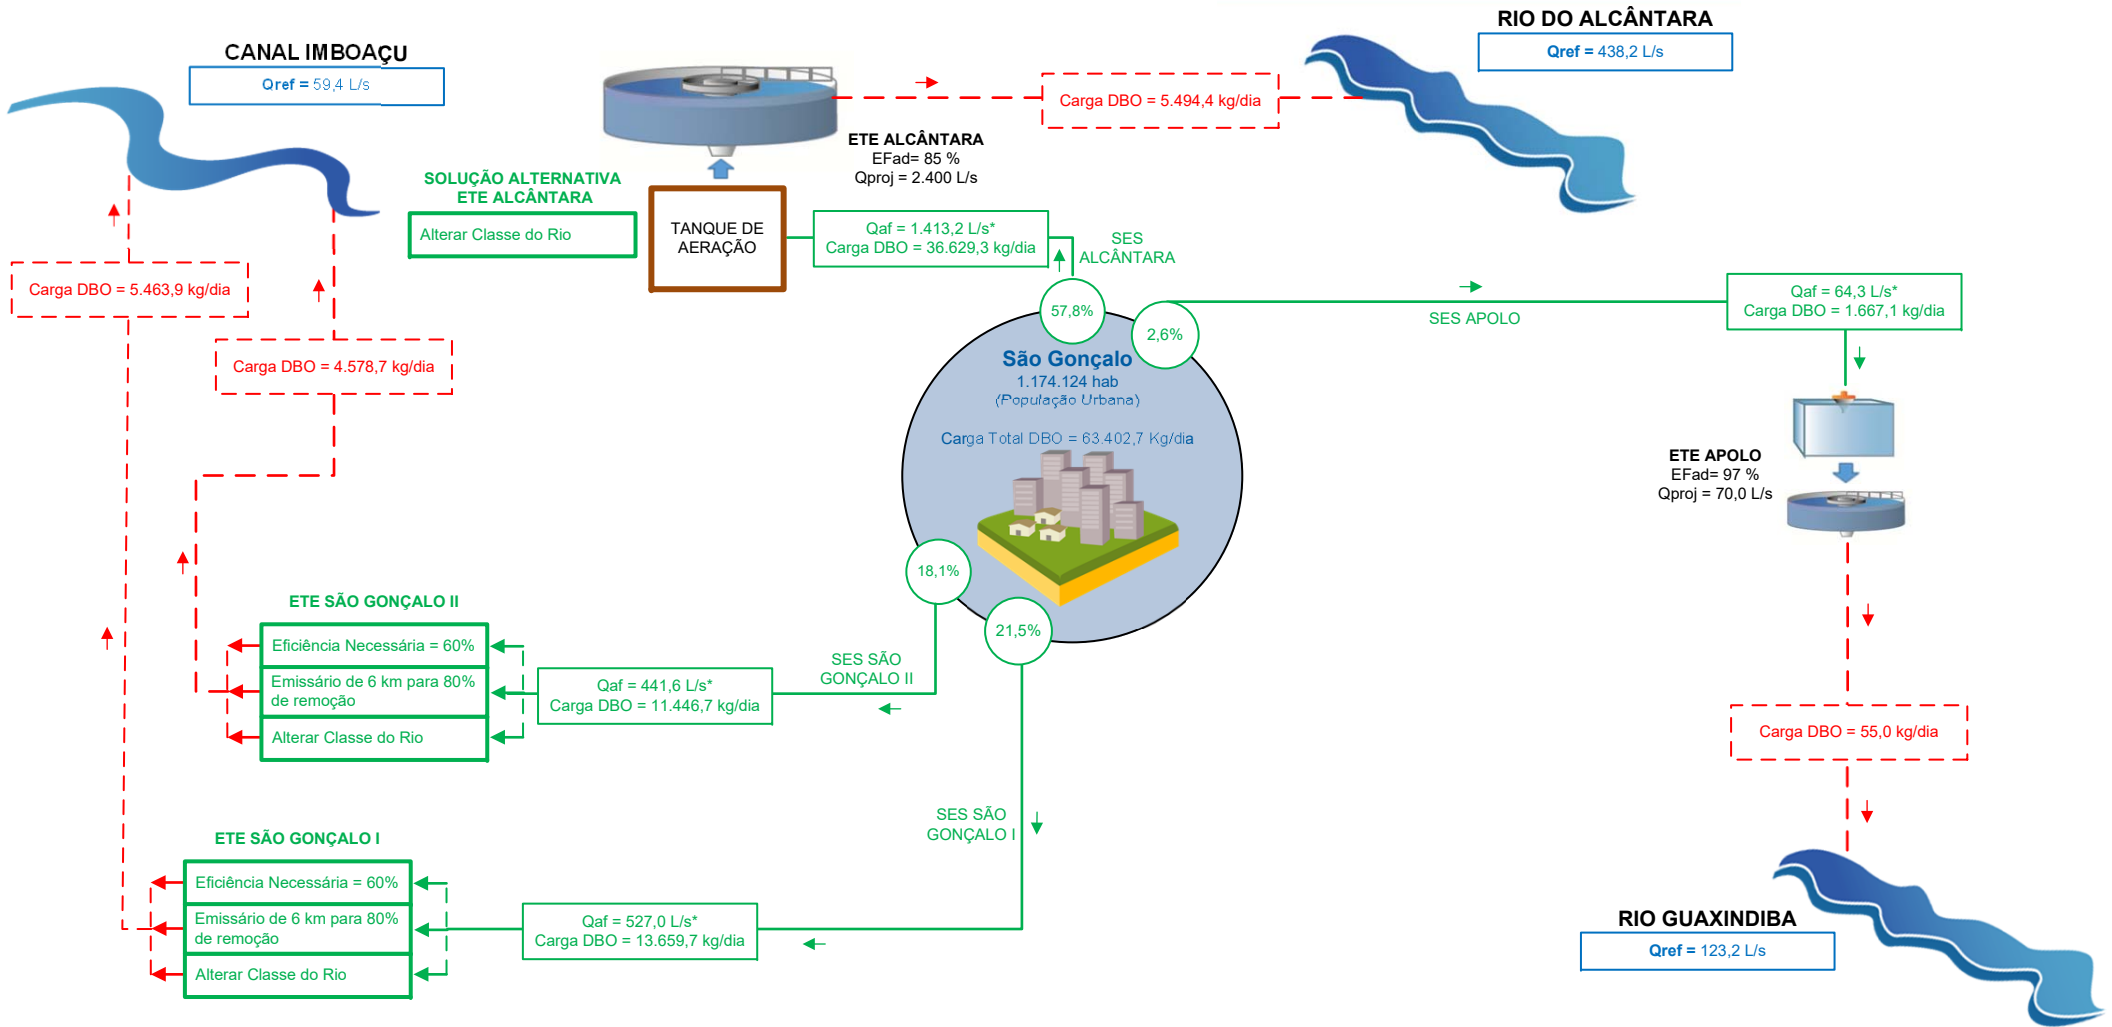 CANAL IMBOAÇU
Qref = 59,4 L/s
RIO DO ALCÂNTARA
Qref = 438,2 L/s
Carga DBO = 5.494,4 kg/dia
ETE ALCÂNTARA
EFad= 85 %
Qproj = 2.400 L/s
SOLUÇÃO ALTERNATIVA
ETE ALCÂNTARA
Alterar Classe do Rio
TANQUE DE
AERAÇÃO
Qaf = 1.413,2 L/s*
Carga DBO = 36.629,3 kg/dia
SES
ALCÂNTARA
Carga DBO = 5.463,9 kg/dia
Carga DBO = 4.578,7 kg/dia
57,8%
2,6%
SES APOLO
Qaf = 64,3 L/s*
Carga DBO = 1.667,1 kg/dia
São Gonçalo
1.174.124 hab
(População Urbana)
Carga Total DBO = 63.402,7 Kg/dia
ETE APOLO
EFad= 97 %
Qproj = 70,0 L/s
18,1%
21,5%
ETE SÃO GONÇALO II
Eficiência Necessária = 60%
Emissário de 6 km para 80%
de remoção
Alterar Classe do Rio
Qaf = 441,6 L/s*
Carga DBO = 11.446,7 kg/dia
SES SÃO
GONÇALO II
Carga DBO = 55,0 kg/dia
SES SÃO
GONÇALO I
ETE SÃO GONÇALO I
Eficiência Necessária = 60%
Emissário de 6 km para 80%
de remoção
Alterar Classe do Rio
Qaf = 527,0 L/s*
Carga DBO = 13.659,7 kg/dia
RIO GUAXINDIBA
Qref = 123,2 L/s